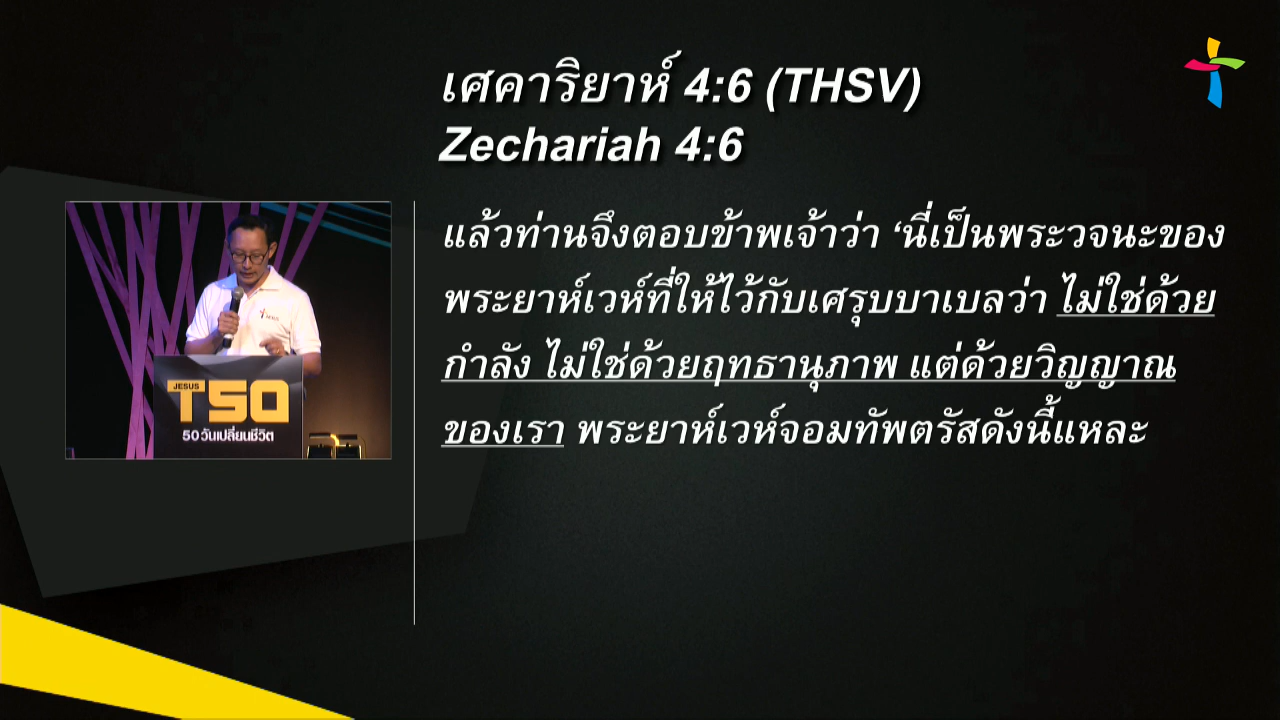 เศคาริยาห์ 4:6 (THSV)
Zechariah 4:6
แล้วท่านจึงตอบข้าพเจ้าว่า ‘นี่เป็นพระวจนะของ
พระยาห์เวห์ที่ให้ไว้กับเศรุบบาเบลว่า ไม่ใช่ด้วย
กำลัง ไม่ใช่ด้วยฤทธานุภาพ แต่ด้วยวิญญาณ
ของเรา พระยาห์เวห์จอมทัพตรัสดังนี้แหละ
JESUS
T50
50วันเปลี่ยนชีวิต